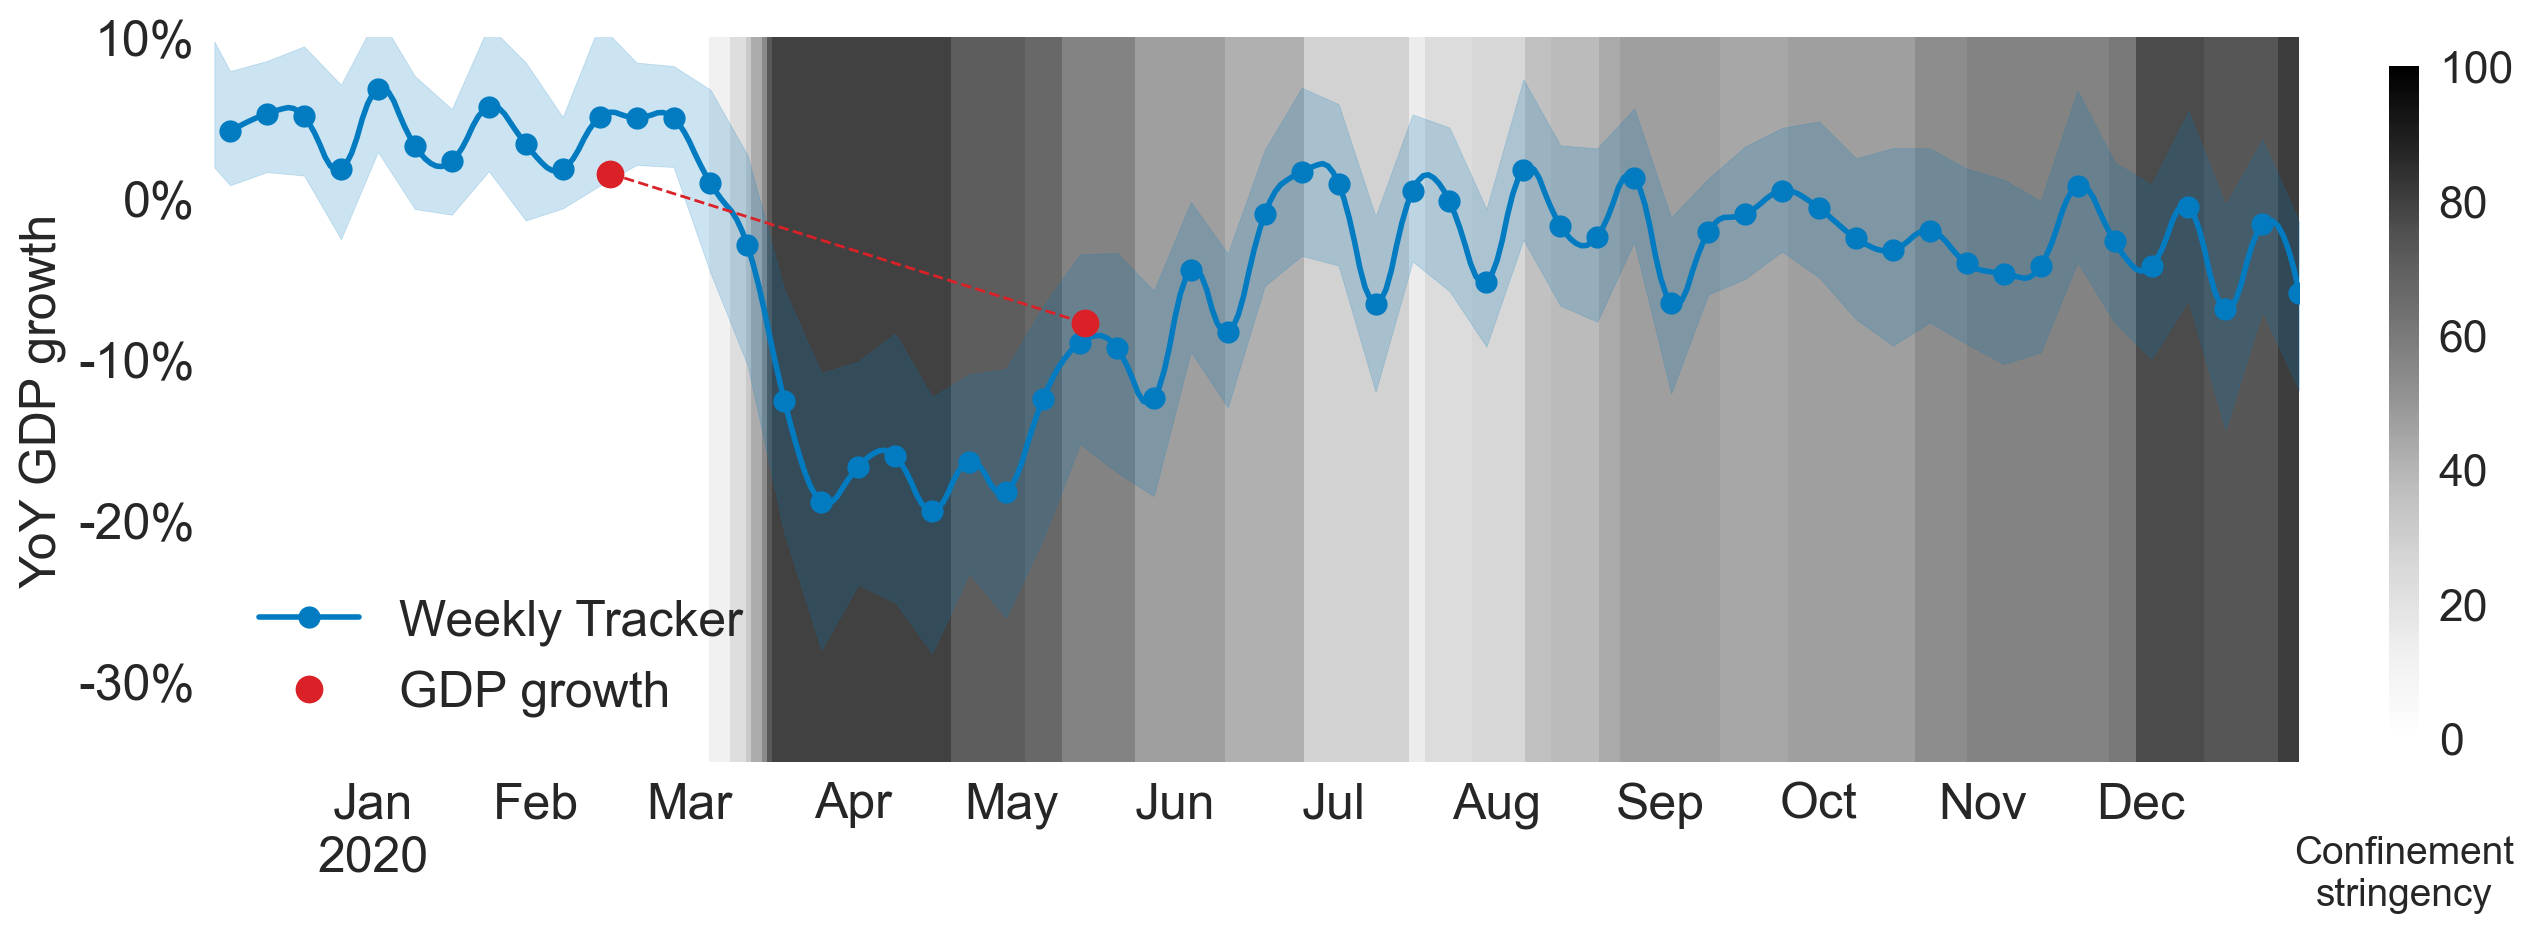 10%
0%
-10%
-20%
-30%
YoY GDP growth
Weekly Tracker
GDP growth
Jan Feb Mar Apr May Jun Jul Aug Sep Oct Nov Dec
2020
100
80
60
40
20
0
Confinement
stringency